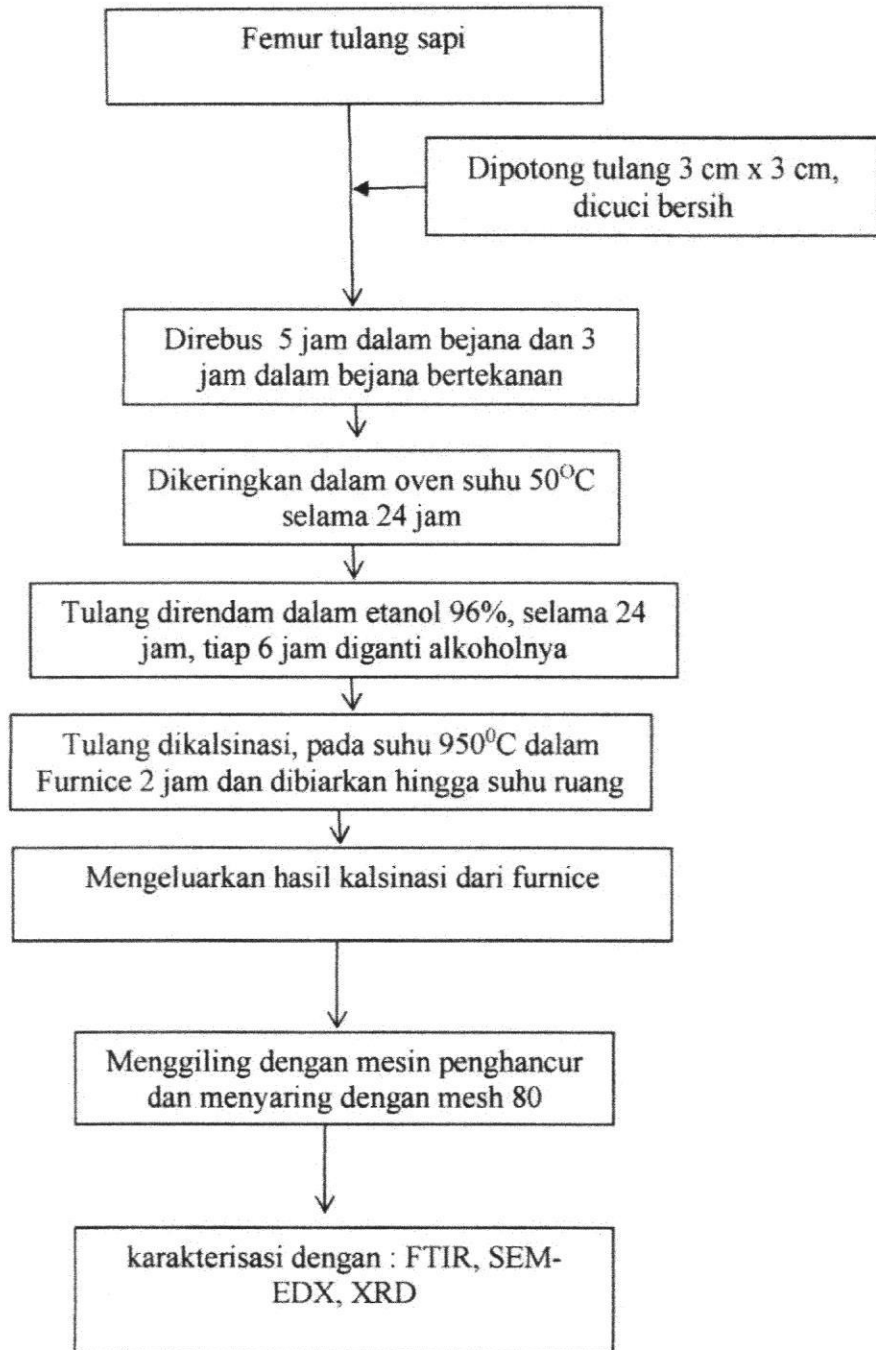 Femur tulang sapi
Dipotong tulang 3 cm x 3 cm,
dicuci bersih
Direbus 5 jam dalam bejana dan 3
jam dalam bejana bertekanan
Dikeringkan dalam oven suhu 50⁰C
selama 24 jam
Tulang direndam dalam etanol 96%, selama 24
jam, tiap 6 jam diganti alkoholnya
Tulang dikalsinasi, pada suhu 950⁰C dalam
Furnice 2 jam dan dibiarkan hingga suhu ruang
Mengeluarkan hasil kalsinasi dari furnice
Menggiling dengan mesin penghancur
dan menyaring dengan mesh 80
karakterisasi dengan : FTIR, SEM-
EDX, XRD